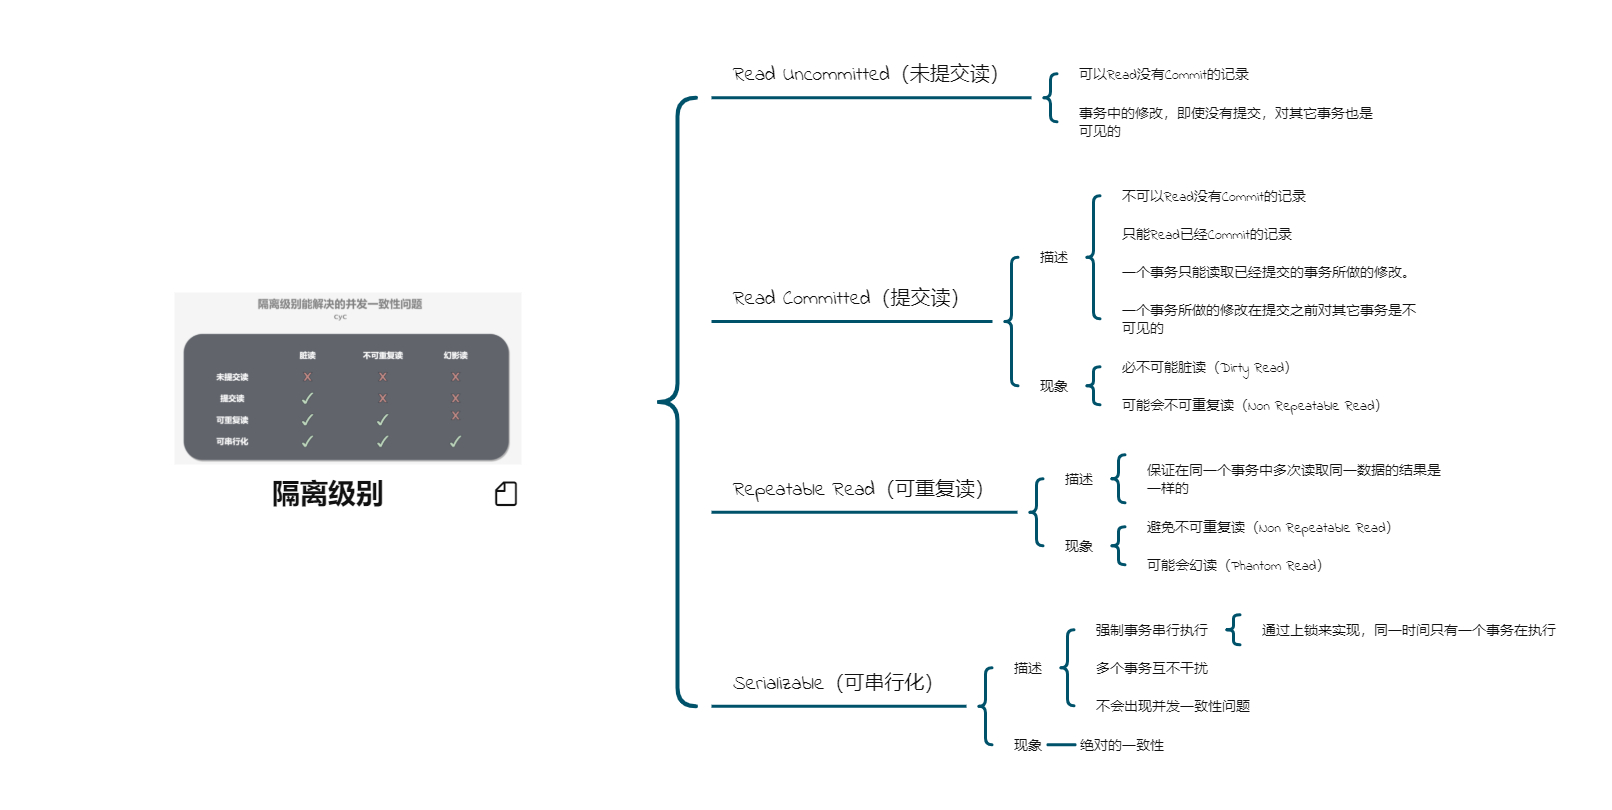 隔离级别能解决的并发一致性问题
cyc
脏读 不可重复读 幻影读
未提交读 X X X
提交读 ✓ X X
可重复读 ✓ ✓ X
可串行化 ✓ ✓ ✓
隔离级别
Read Uncommitted（未提交读）
可以Read没有Commit的记录
事务中的修改，即使没有提交，对其它事务也是
可见的
Read Committed（提交读）
描述
不可以Read没有Commit的记录
只能Read已经Commit的记录
一个事务只能读取已经提交的事务所做的修改。
一个事务所做的修改在提交之前对其它事务是不
可见的
现象
必不可能脏读（Dirty Read）
可能会不可重复读（Non Repeatable Read）
Repeatable Read（可重复读）
描述
保证在同一个事务中多次读取同一数据的结果是
一样的
现象
避免不可重复读（Non Repeatable Read）
可能会幻读（Phantom Read）
Serializable（可串行化）
描述
强制事务串行执行
通过上锁来实现，同一时间只有一个事务在执行
多个事务互不干扰
不会出现并发一致性问题
现象
绝对的一致性